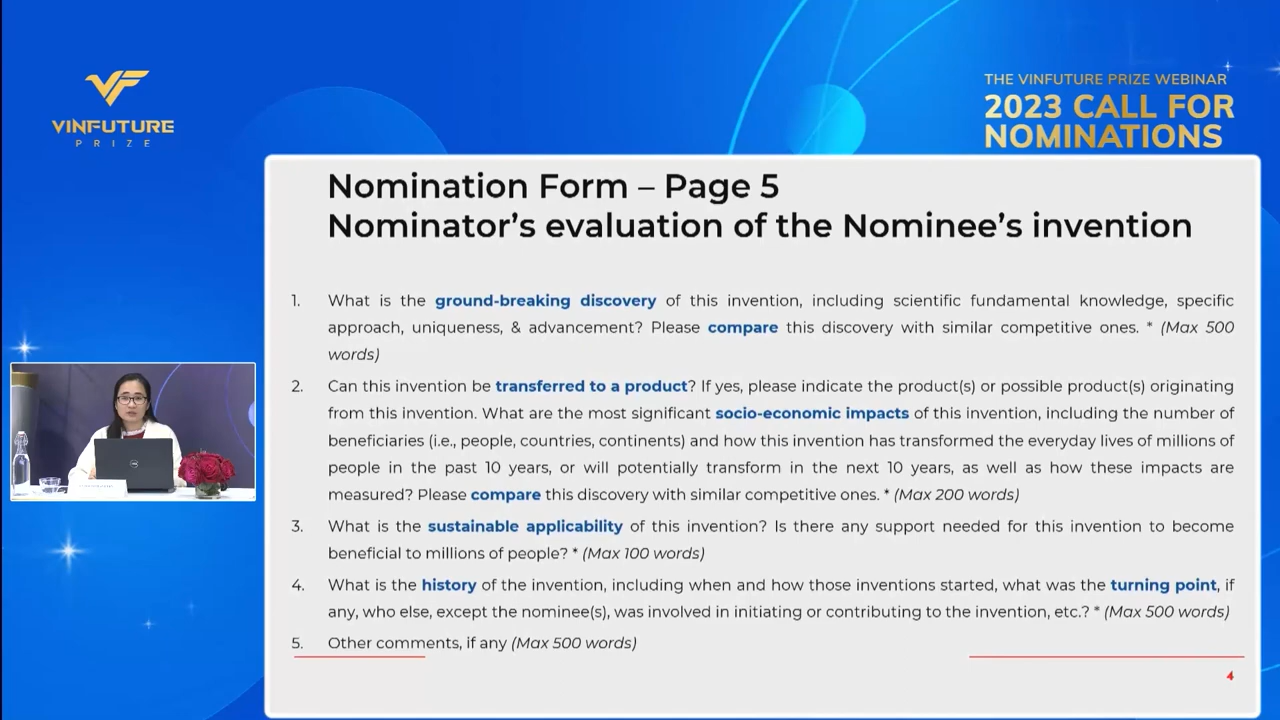 VINFUTURE
PRIZE
THE VINFUTURE PRIZE WEBINAR
2023 CALL FOR
NOMINATIONS
Nomination Form – Page 5
Nominator's evaluation of the Nominee's invention
1. What is the ground-breaking discovery of this invention, including scientific fundamental knowledge, specific
approach, uniqueness, & advancement? Please compare this discovery with similar competitive ones. * (Max 500
words)
2. Can this invention be transferred to a product? If yes, please indicate the product(s) or possible product(s) originating
from this invention. What are the most significant socio-economic impacts of this invention, including the number of
beneficiaries (i.e., people, countries, continents) and how this invention has transformed the everyday lives of millions of
people in the past 10 years, or will potentially transform in the next 10 years, as well as how these impacts are
measured? Please compare this discovery with similar competitive ones. * (Max 200 words)
3. What is the sustainable applicability of this invention? Is there any support needed for this invention to become
beneficial to millions of people? * (Max 100 words)
4. What is the history of the invention, including when and how those inventions started, what was the turning point, if
any, who else, except the nominee(s), was involved in initiating or contributing to the invention, etc.? * (Max 500 words)
5. Other comments, if any (Max 500 words)
4